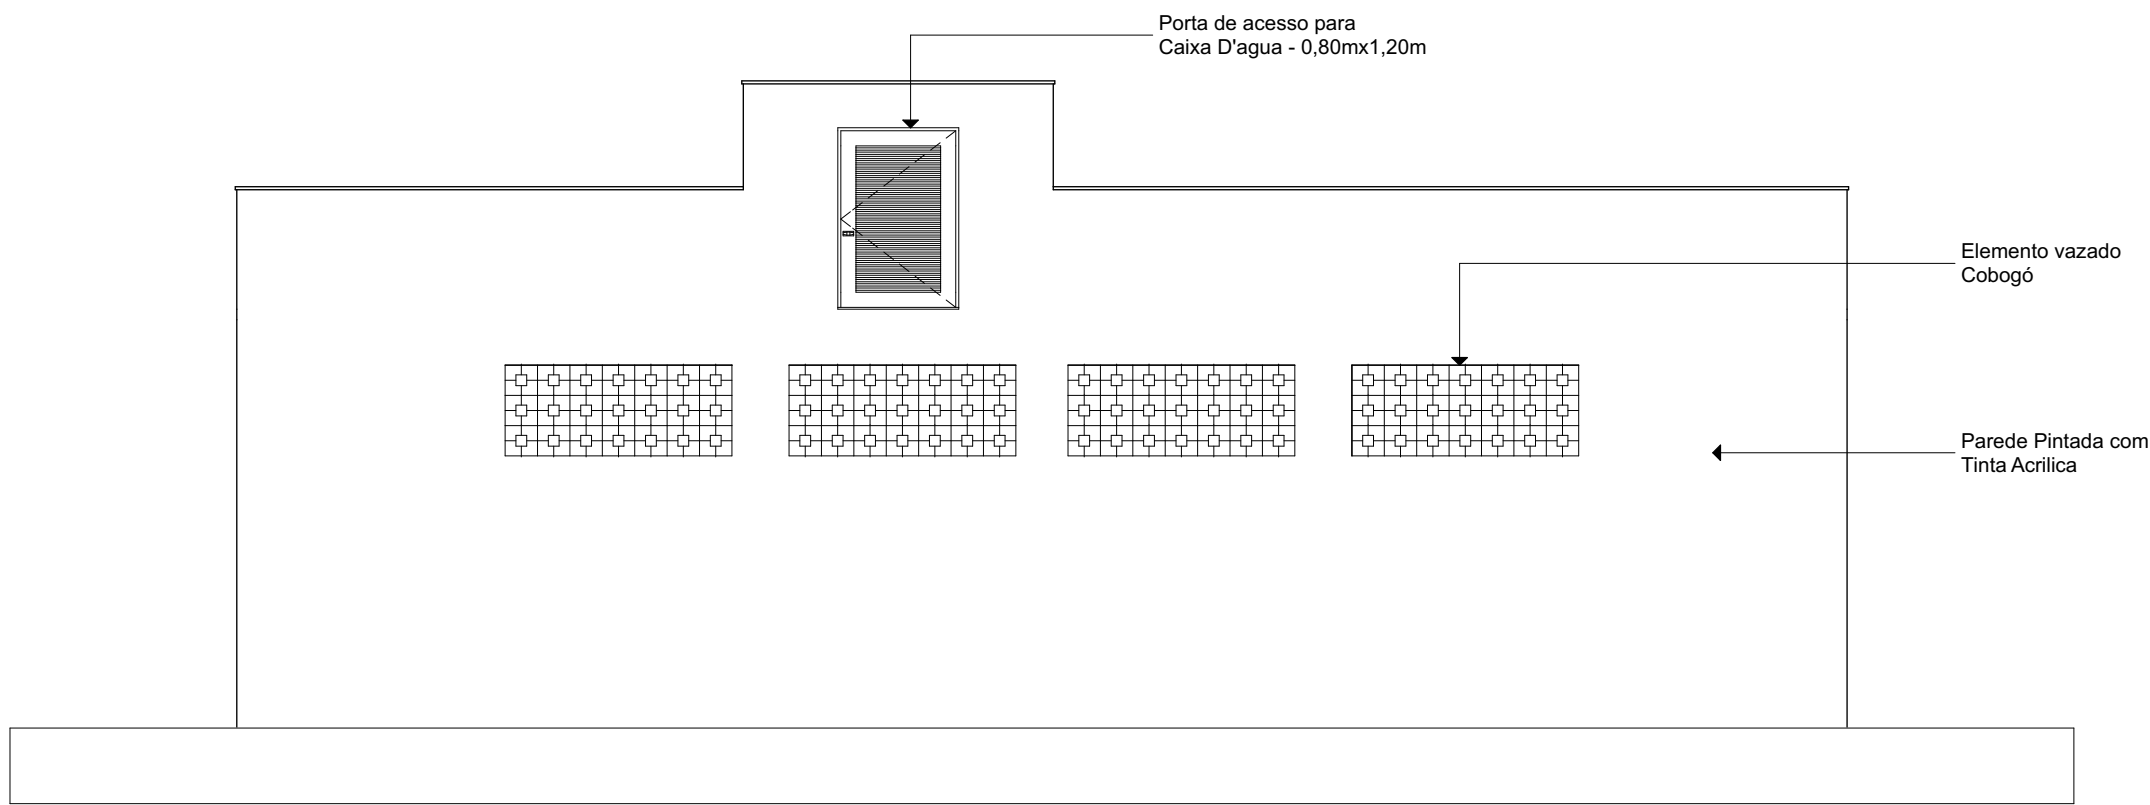 Porta de acesso para
Caixa D'agua - 0,80mx1,20m
Elemento vazado
Cobogó
Parede Pintada com
Tinta Acrilica